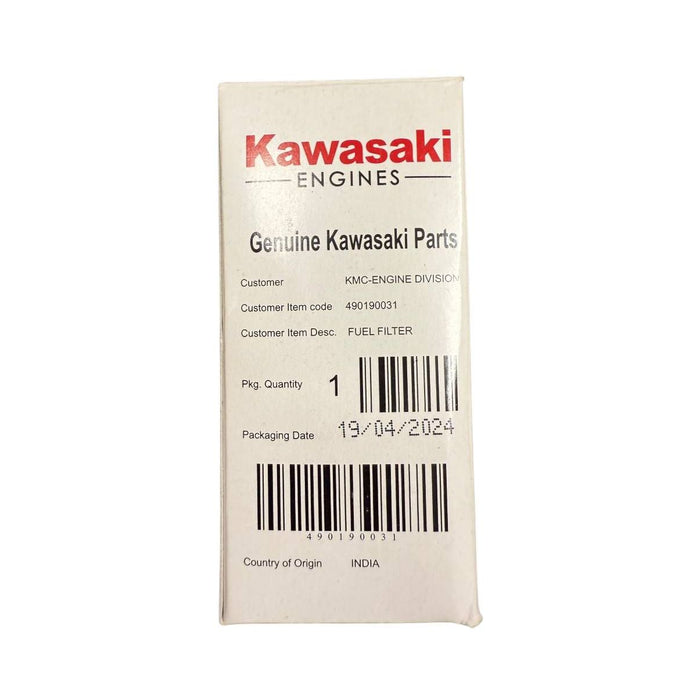 Kawasaki
ENGINES
Genuine Kawasaki Parts
Customer KMC-ENGINE DIVISION
Customer Item code 490190031
Customer Item Desc. FUEL FILTER
Pkg. Quantity 1
Packaging Date 19/04/2024
490190031
Country of Origin INDIA